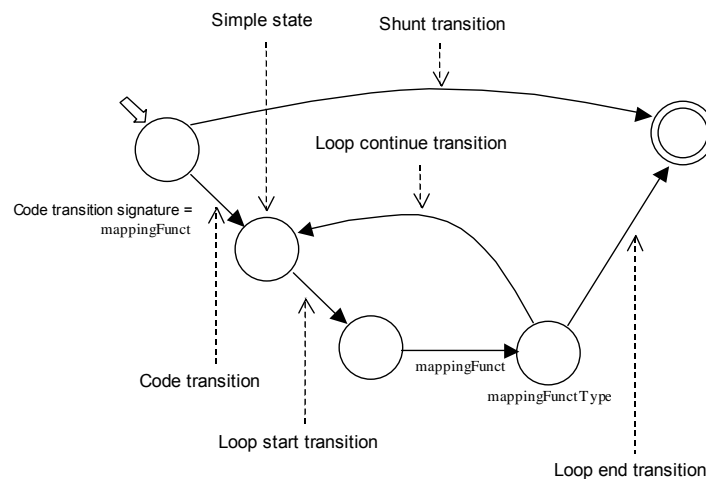 Simple state
Shunt transition
Loop continue transition
Code transition signature =
mappingFunct
mappingFunct
Code transition
mappingFunctType
Loop start transition
Loop end transition